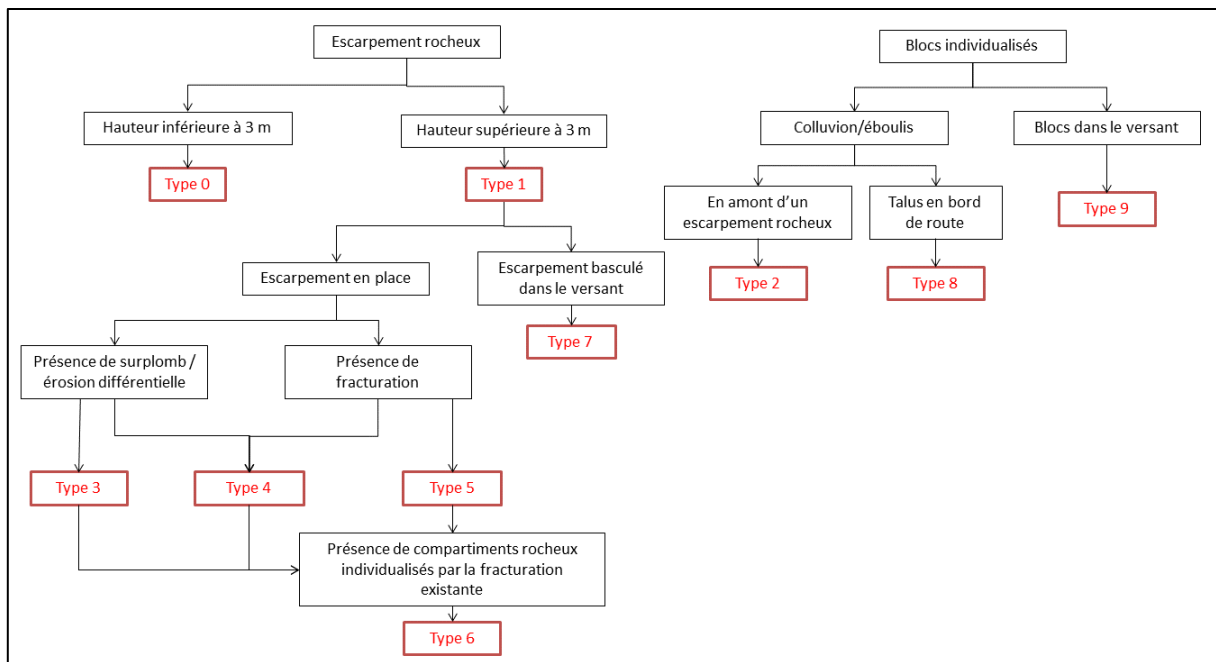 Escarpement rocheux
Hauteur inférieure à 3 m
Hauteur supérieure à 3 m
Type 0
Type 1
Escarpement en place
Escarpement basculé
dans le versant
Type 7
Présence de surplomb /
érosion différentielle
Présence de
fracturation
Type 3
Type 4
Type 5
Présence de compartiments rocheux
individualisés par la fracturation
existante
Type 6
Blocs individualisés
Colluvion/éboulis
Blocs dans le versant
En amont d’un
escarpement rocheux
Talus en bord
de route
Type 9
Type 2
Type 8